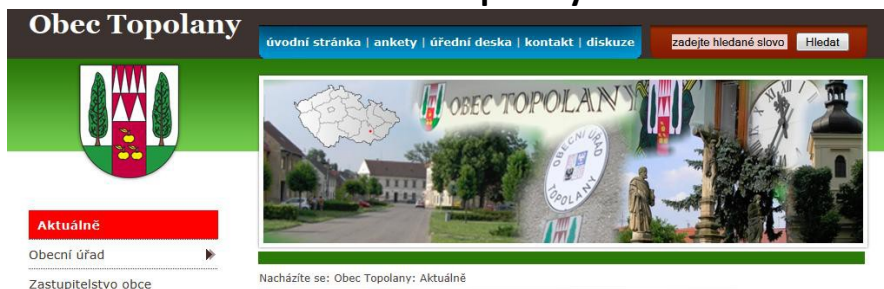 Obec Topolany
úvodní stránka | ankety | úřední deska | kontakt | diskuze
zadejte hledané slovo
Hledat
OBEC TOPOLANY
OBECNÍ ÚŘAD
TOPOLANY
Aktuálně
Obecní úřad
Zastupitelstvo obce
Nacházíte se: Obec Topolany: Aktuálně